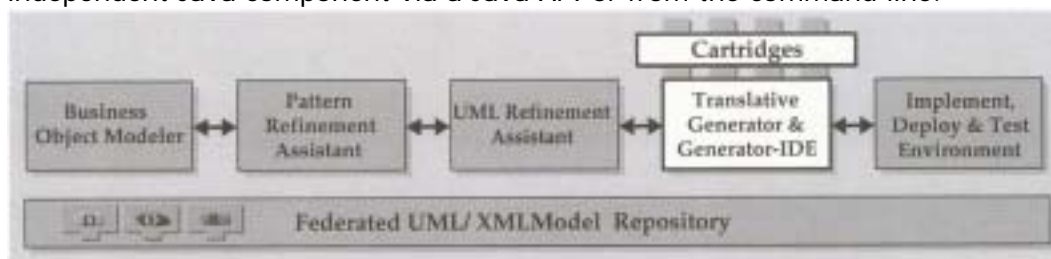 independent Java component via a Java API or from the command line.
Cartridges
Business
Object Modeler
Pattern
Refinement
Assistant
UML Refinement
Assistant
Translative
Generator &
Generator-IDE
Implement,
Deploy & Test
Environment
Federated UML/ XMLModel Repository